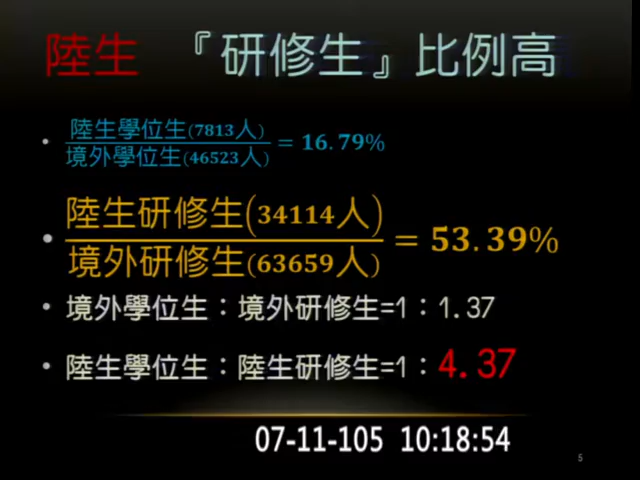 陸生 『研修生』比例高
• 陸生學位生(7813人)
境外學位生(46523人) = 16.79%
• 陸生研修生(34114人)
境外研修生(63659人) = 53.39%
• 境外學位生：境外研修生=1：1.37
• 陸生學位生：陸生研修生=1：4.37
07-11-105 10:18:54
5